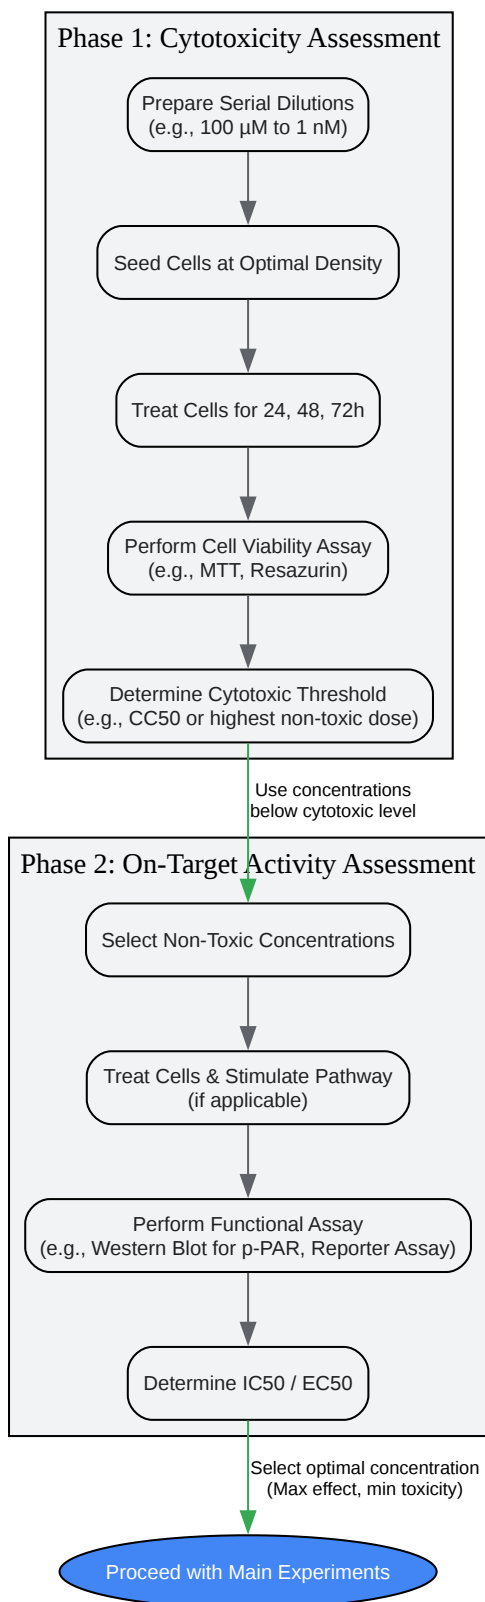 Phase 1: Cytotoxicity Assessment
Prepare Serial Dilutions
(e.g., 100 µM to 1 nM)
Seed Cells at Optimal Density
Treat Cells for 24, 48, 72h
Perform Cell Viability Assay
(e.g., MTT, Resazurin)
Determine Cytotoxic Threshold
(e.g., CC50 or highest non-toxic dose)
Use concentrations
below cytotoxic level
Phase 2: On-Target Activity Assessment
Select Non-Toxic Concentrations
Treat Cells & Stimulate Pathway
(if applicable)
Perform Functional Assay
(e.g., Western Blot for p-PAR, Reporter Assay)
Determine IC50 / EC50
Select optimal concentration
(Max effect, min toxicity)
Proceed with Main Experiments